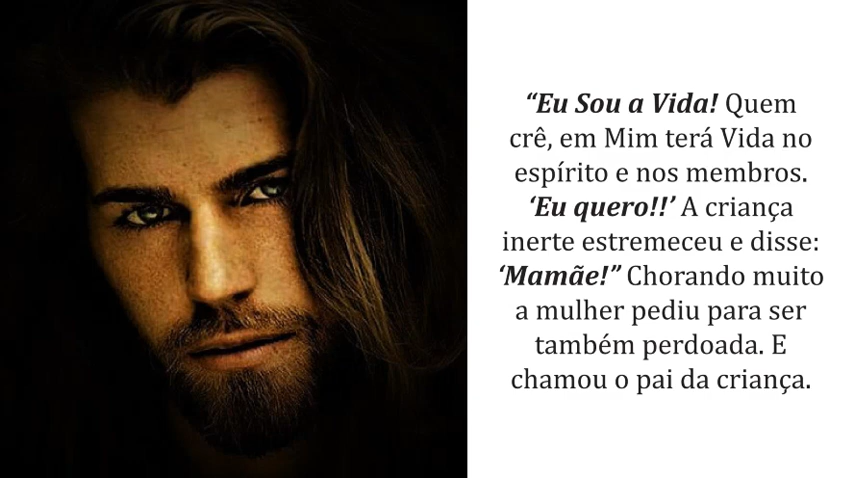 “Eu Sou a Vida! Quem
crê, em Mim terá Vida no
espírito e nos membros.
‘Eu quero!!’ A criança
inerte estremeceu e disse:
‘Mamãe!” Chorando muito
a mulher pediu para ser
também perdoada. E
chamou o pai da criança.